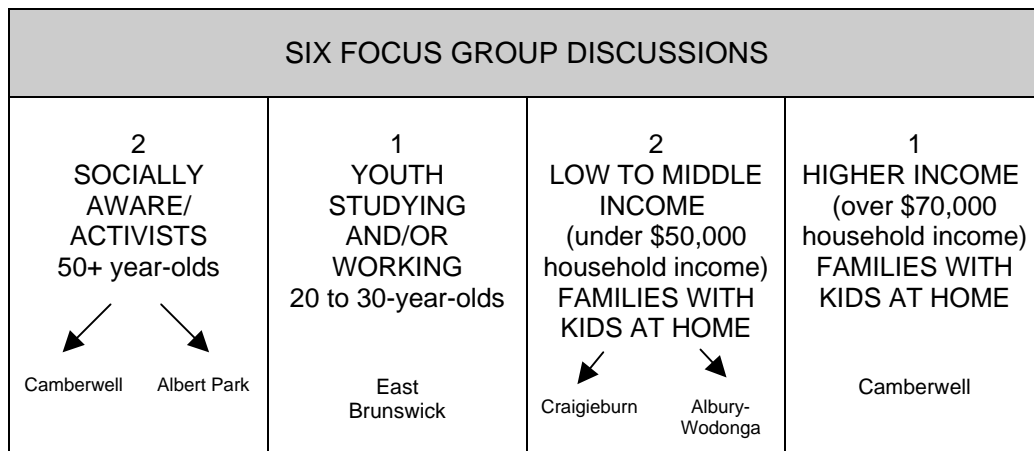 SIX FOCUS GROUP DISCUSSIONS
2
SOCIALLY
AWARE/
ACTIVISTS
50+ year-olds
Camberwell
Albert Park
1
YOUTH
STUDYING
AND/OR
WORKING
20 to 30-year-olds
East
Brunswick
2
LOW TO MIDDLE
INCOME
(under $50,000
household income)
FAMILIES WITH
KIDS AT HOME
Craigieburn
Albury-
Wodonga
1
HIGHER INCOME
(over $70,000
household income)
FAMILIES WITH
KIDS AT HOME
Camberwell